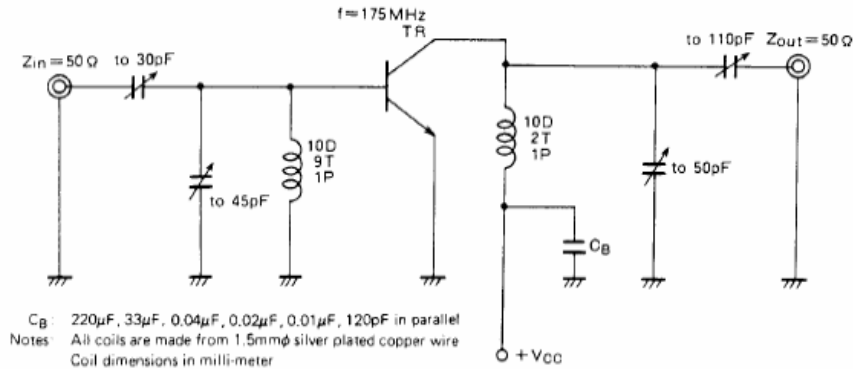 f=175MHz
TR
Zin=50Ω
to 30pF
to 110pF
Zout=50Ω
10D
9T
1P
to 45pF
10D
2T
1P
to 50pF
CB
CB: 220μF, 33μF, 0.04μF, 0.02μF, 0.01μF, 120pF in parallel
Notes: All coils are made from 1.5mmϕ silver plated copper wire
Coil dimensions in milli-meter
+VCC